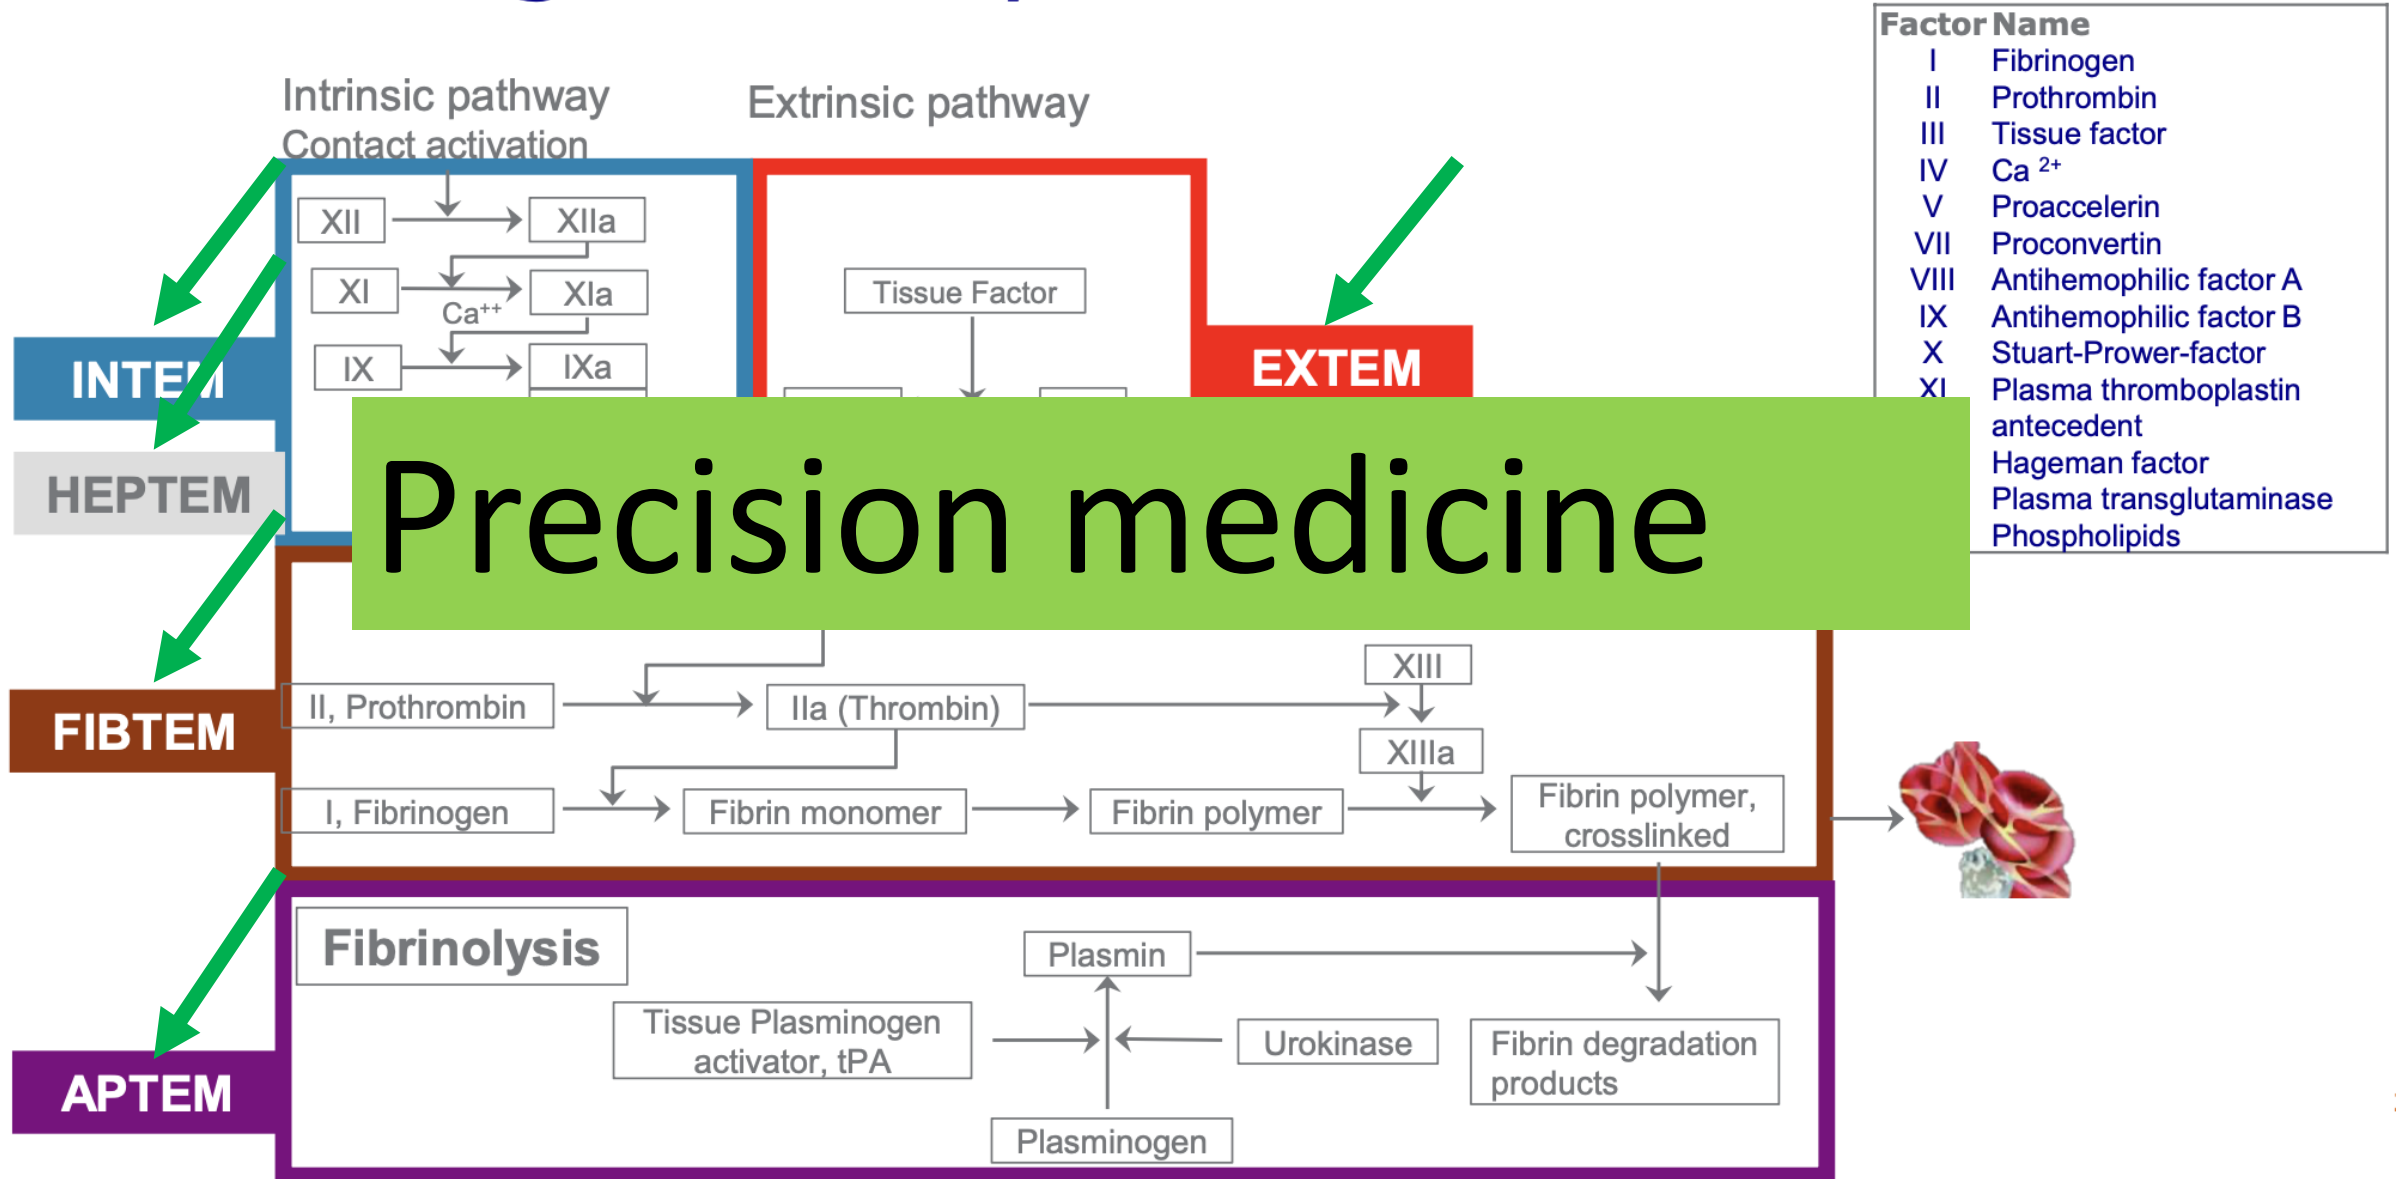 Intrinsic pathway
Contact activation
Extrinsic pathway
Factor Name
I Fibrinogen
II Prothrombin
III Tissue factor
IV Ca 2+
V Proaccelerin
VII Proconvertin
VIII Antihemophilic factor A
IX Antihemophilic factor B
X Stuart-Prower-factor
XI Plasma thromboplastin
antecedent
Hageman factor
Plasma transglutaminase
Phospholipids
XII
XIIa
XI
XIa
Ca++
IX
IXa
Tissue Factor
INTEM
HEPTEM
EXTEM
Precision medicine
FIBTEM
XIII
II, Prothrombin
IIa (Thrombin)
XIIIa
I, Fibrinogen
Fibrin monomer
Fibrin polymer
Fibrin polymer,
crosslinked
APTEM
Fibrinolysis
Plasmin
Tissue Plasminogen
activator, tPA
Urokinase
Fibrin degradation
products
Plasminogen